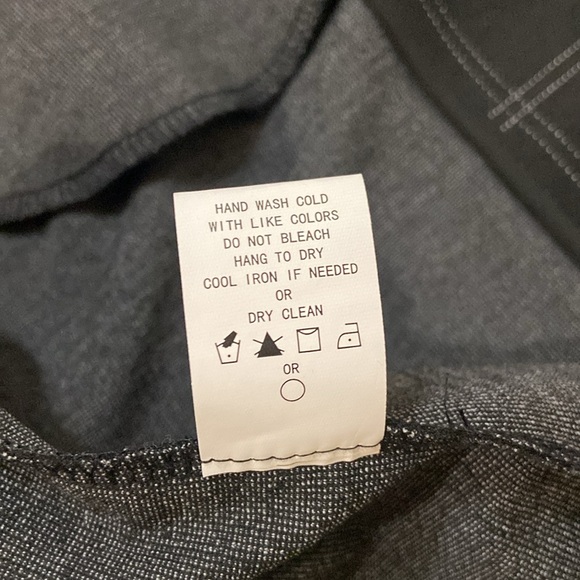 HAND WASH COLD
WITH LIKE COLORS
DO NOT BLEACH
HANG TO DRY
COOL IRON IF NEEDED
OR
DRY CLEAN
OR